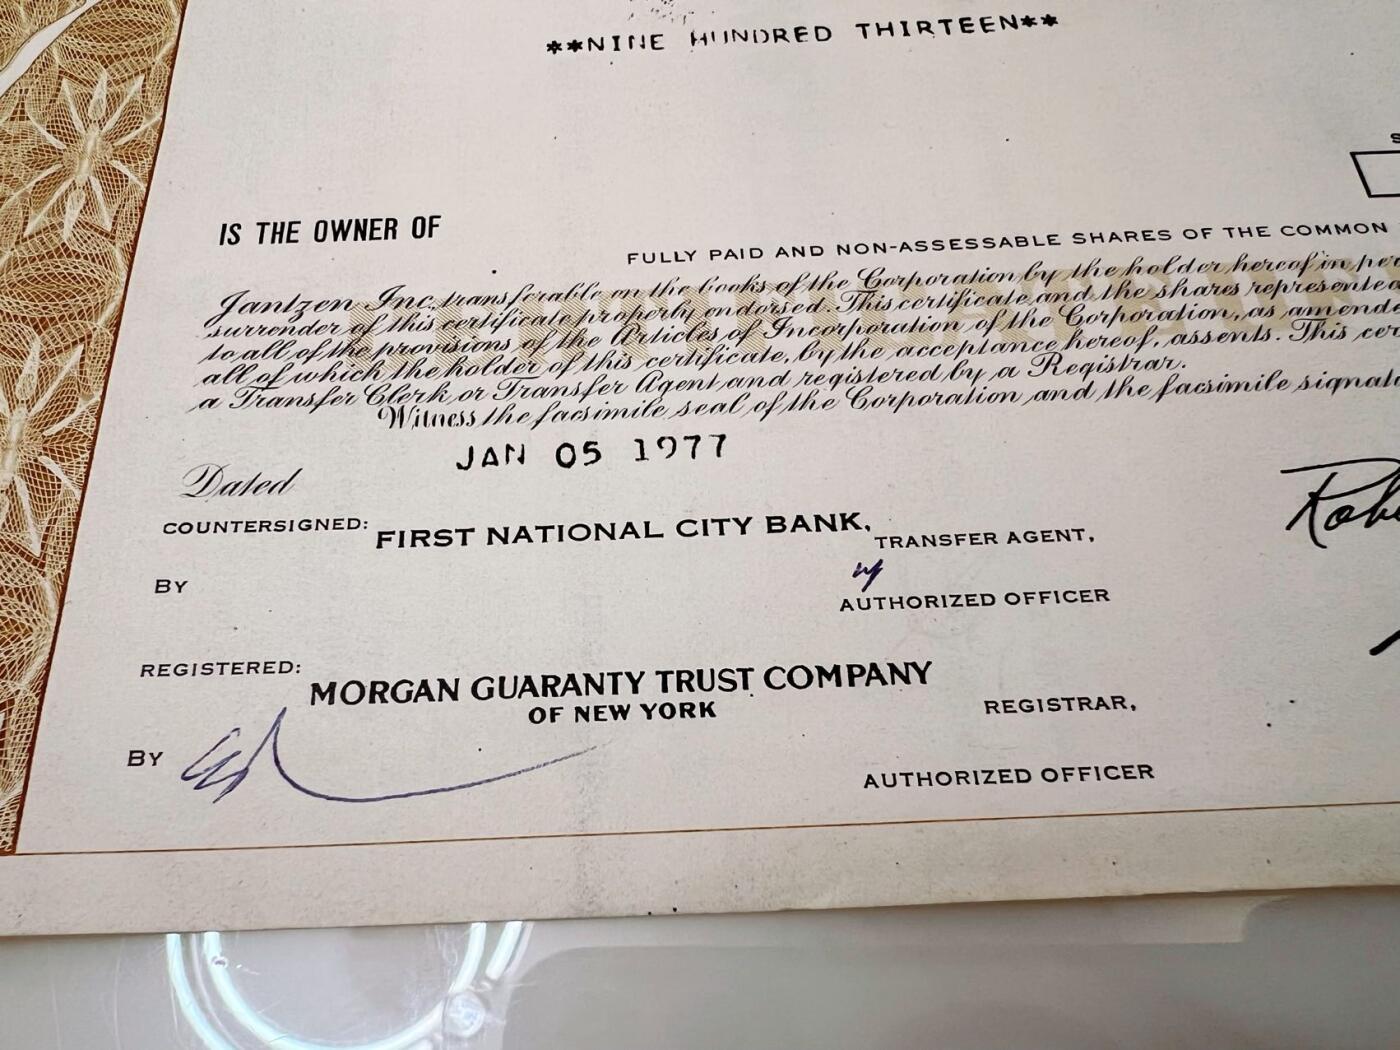 **NINE HUNDRED THIRTEEN**
IS THE OWNER OF
FULLY PAID AND NON-ASSESSABLE SHARES OF THE COMMON
Jantzen Inc., transferable on the books of the Corporation by the holder hereof in
surrender of this certificate properly endorsed. This certificate and the shares represented
to all of the provisions of the Articles of Incorporation of the Corporation, as
all of which the holder of this certificate, by the acceptance hereof, assents. This
a Transfer Clerk or Transfer Agent and registered by a Registrar.
Witness the facsimile seal of the Corporation and the facsimile
JAN 05 1977
Dated
COUNTERSIGNED: FIRST NATIONAL CITY BANK,
TRANSFER AGENT,
BY
AUTHORIZED OFFICER
REGISTERED:
MORGAN GUARANTY TRUST COMPANY
OF NEW YORK
REGISTRAR,
BY
AUTHORIZED OFFICER